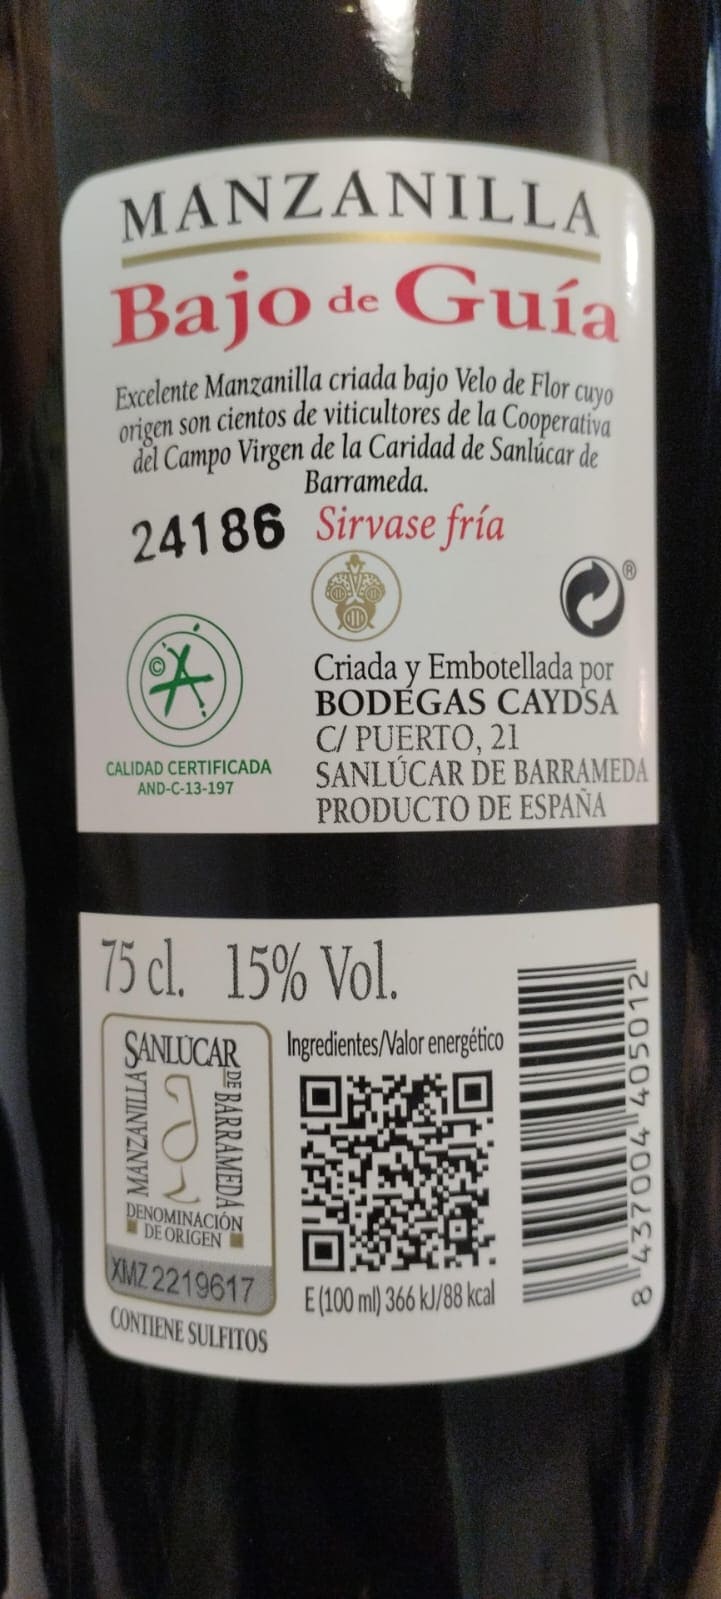 MANZANILLA
Bajo de Guía
Excelente Manzanilla criada bajo Velo de Flor cuyo
origen son cientos de viticultores de la Cooperativa
del Campo Virgen de la Caridad de Sanlúcar de
Barrameda.
24186
Sirvase fría
®
©
CALIDAD CERTIFICADA
AND-C-13-197
Criada y Embotellada por
BODEGAS CAYDSA
C/ PUERTO, 21
SANLÚCAR DE BARRAMEDA
PRODUCTO DE ESPAÑA
75 cl. 15% Vol.
SANLÚCAR
MANZANILLA
DE BARRAMEDA
DENOMINACIÓN
DE ORIGEN
XMZ2219617
CONTIENE SULFITOS
Ingredientes/Valor energético
E (100 ml) 366 kJ/88 kcal
8 437004 405012